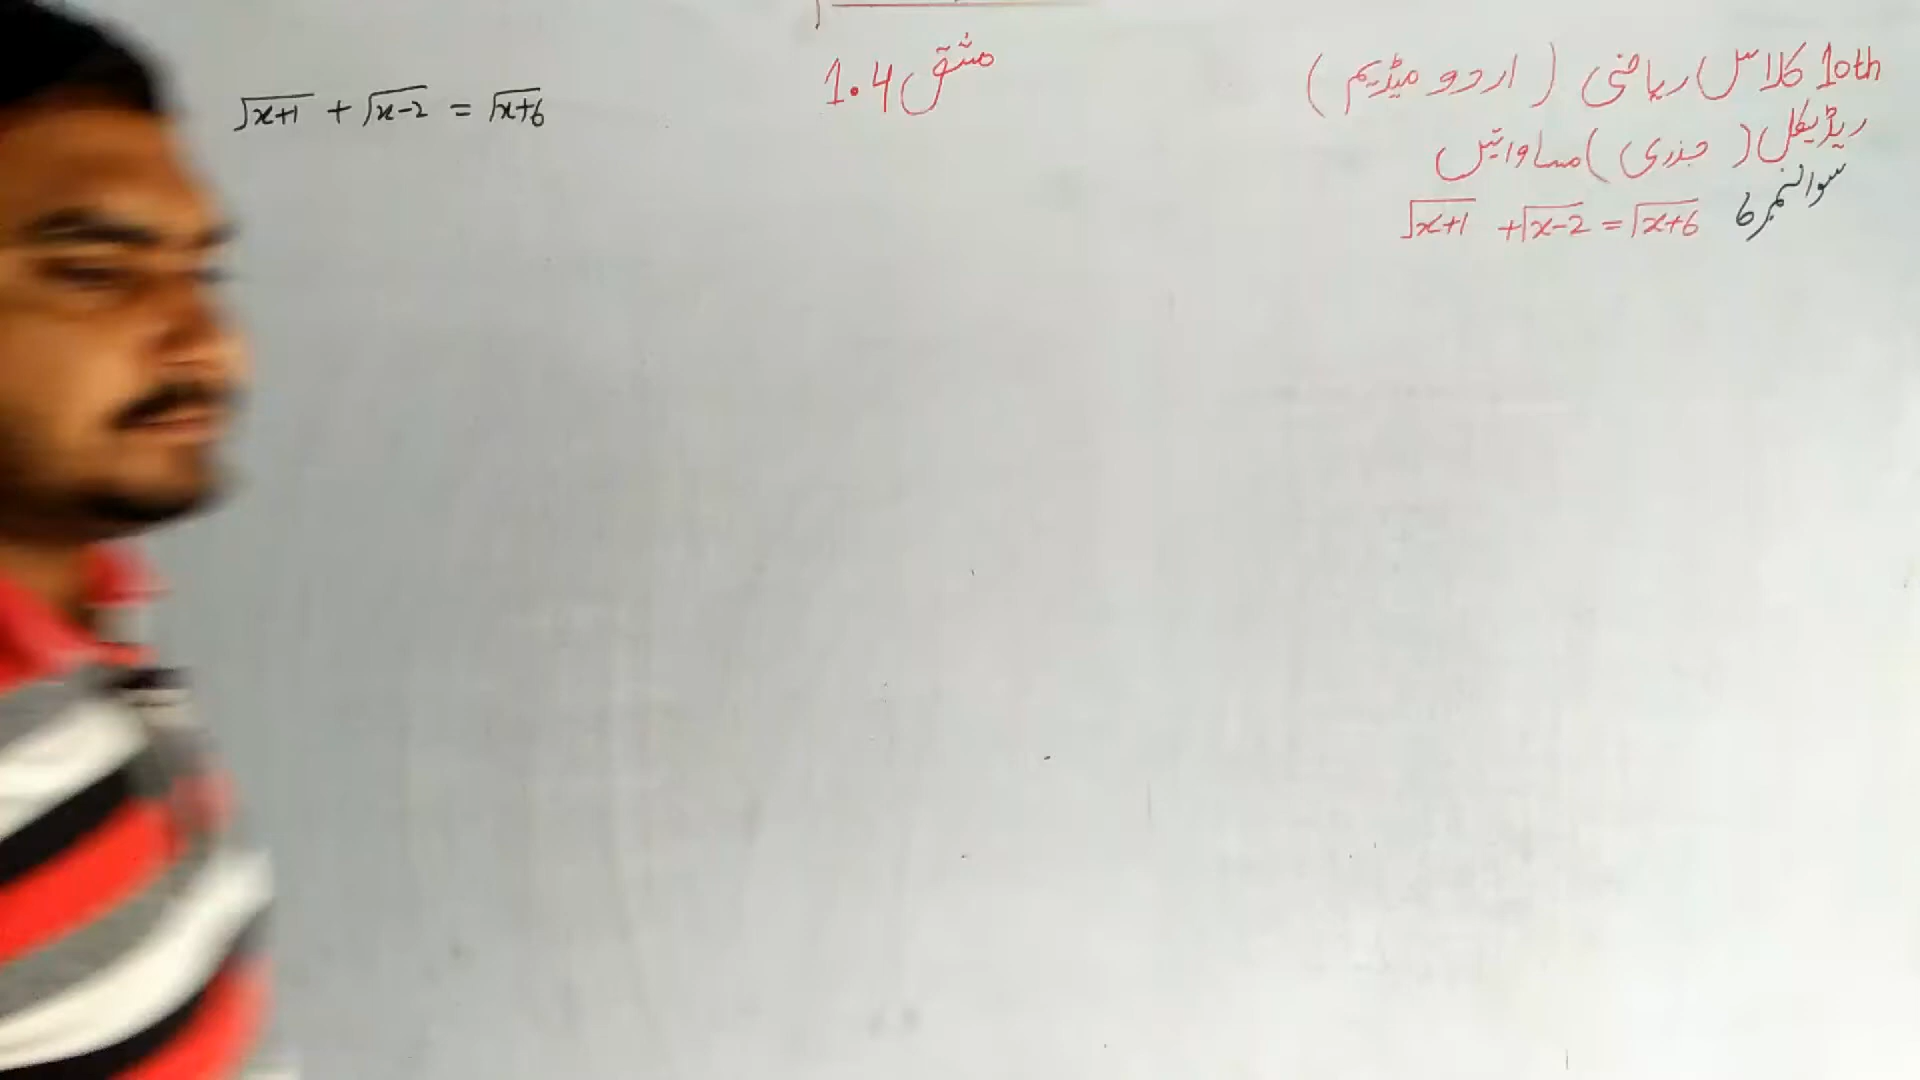 مشق 1.4
10th کلاس ریاضی (اردو میڈیم)
ریڈیکل (جذری) مساواتیں
سوال نمبر 6 √x+1 + √x-2 = √x+6
√x+1 + √x-2 = √x+6